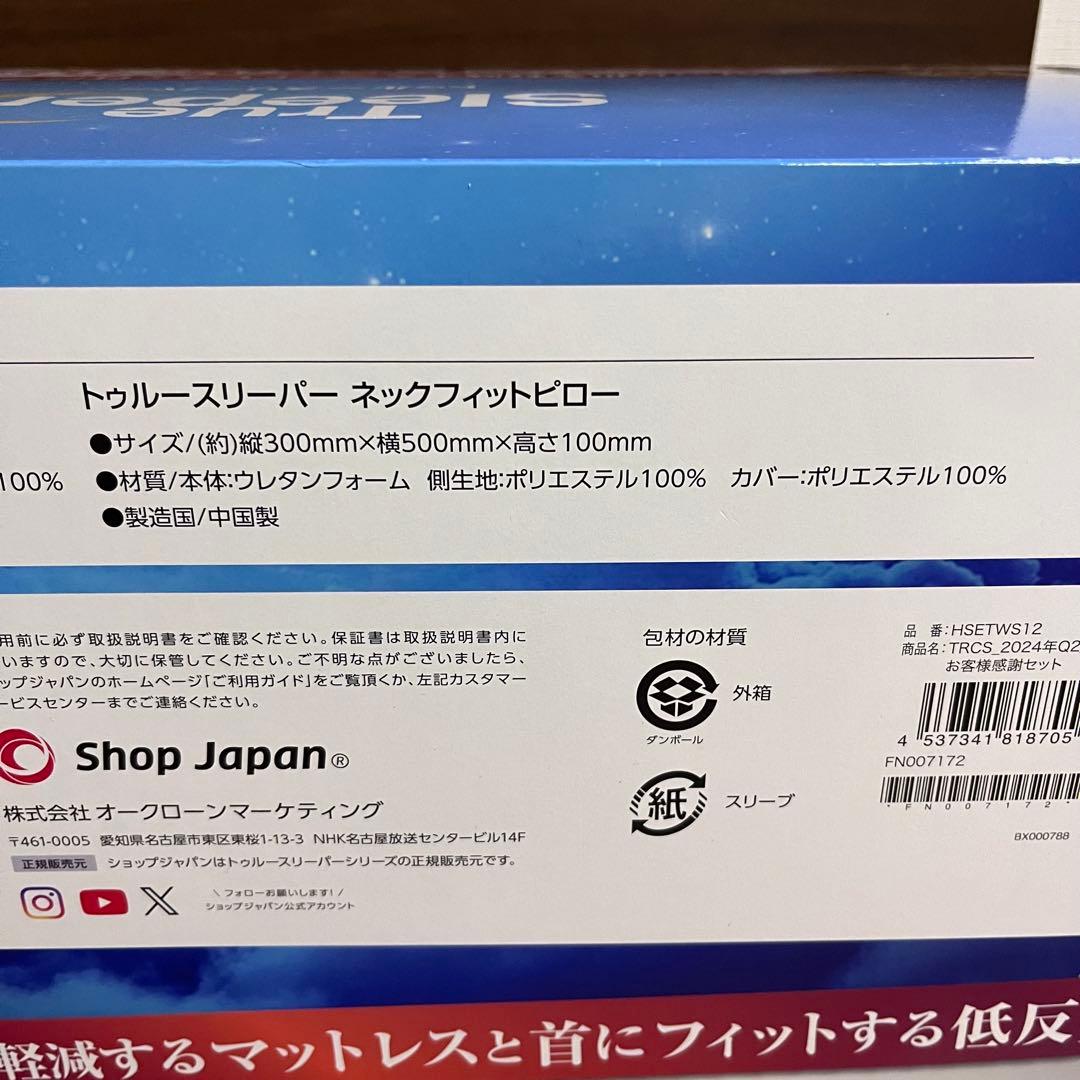 True
Sleeper
トゥルースリーパー ネックフィットピロー
●サイズ/(約)縦300mm×横500mm×高さ100mm
100% ●材質/本体:ウレタンフォーム 側生地:ポリエステル100% カバー:ポリエステル100%
●製造国/中国製
用前に必ず取扱説明書をご確認ください。保証書は取扱説明書内に
いますので、大切に保管してください。ご不明な点がございましたら、
ップジャパンのホームページ「ご利用ガイド」をご覧頂くか、左記カスタマー
ービスセンターまでご連絡ください。
Shop Japan®
株式会社 オークローンマーケティング
〒461-0005 愛知県名古屋市東区東桜1-13-3 NHK名古屋放送センタービル14F
正規販売元 ショップジャパンはトゥルースリーパーシリーズの正規販売元です。
\ フォローお願いします! /
ショップジャパン公式アカウント
包材の材質
外箱
ダンボール
紙
スリーブ
品 番:HSETWS12
商品名:TRCS_2024年Q2
お客様感謝セット
4 537341 818705
FN007172
* F N 0 0 7 1 7 2 *
BX000788
軽減するマットレスと首にフィットする低反